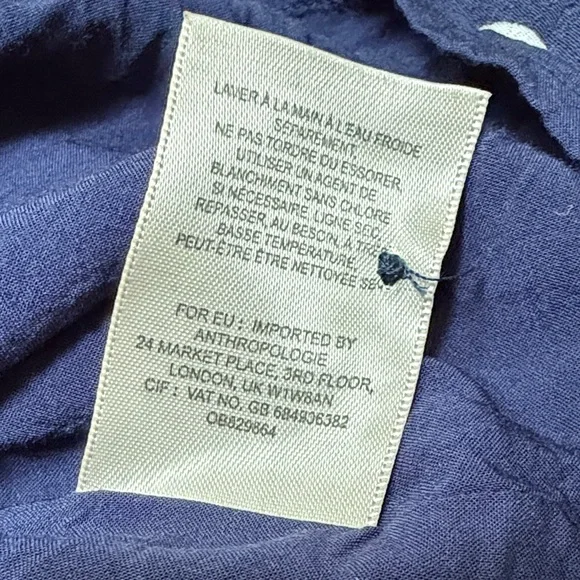 LAVER À LA MAIN À L'EAU FROIDE
SÉPARÉMENT,
NE PAS TORDRE DU ESSORER,
UTILISER UN AGENT DE
BLANCHIMENT SANS CHLORE
SI NÉCESSAIRE, LIGNE SEC,
REPASSER, AU BESOIN, À TRÈS
BASSE TEMPÉRATURE,
PEUT-ÊTRE ÊTRE NETTOYÉE
FOR EU : IMPORTED BY
ANTHROPOLOGIE
24 MARKET PLACE, 3RD FLOOR,
LONDON, UK W1W8AN
CIF : VAT NO. GB 684936382
OB829864